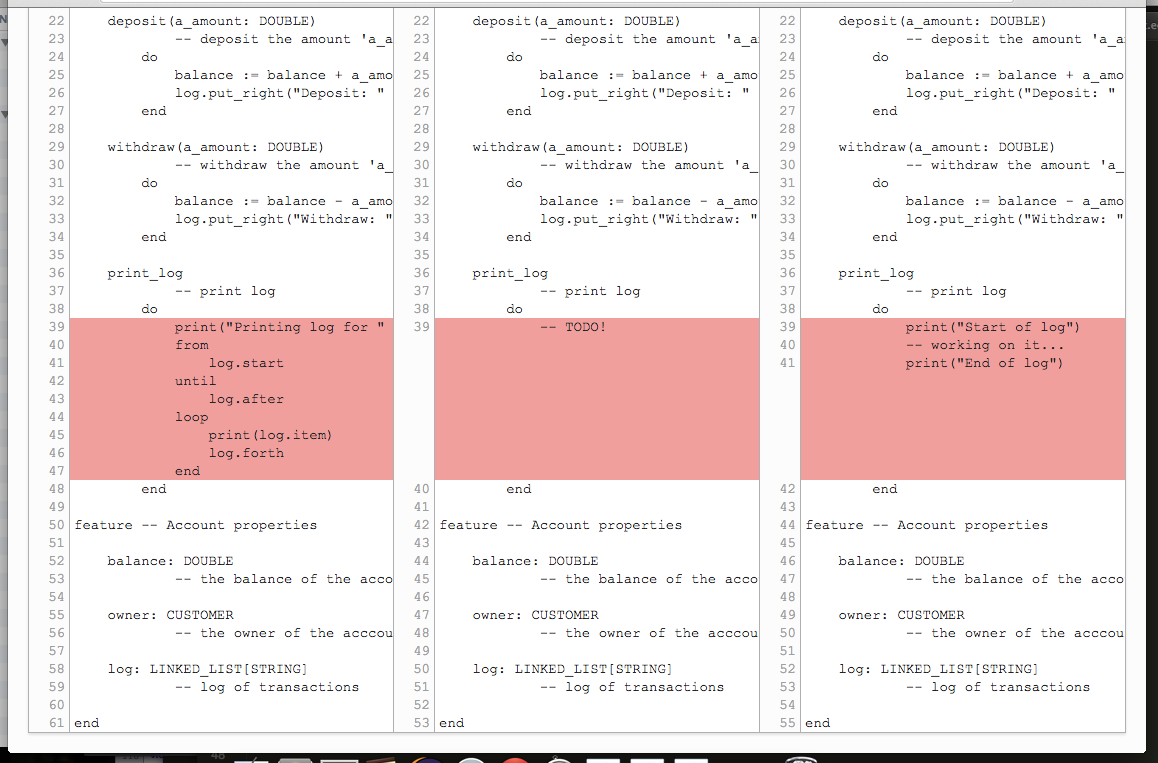 22 deposit(a_amount: DOUBLE)
23 -- deposit the amount 'a_a
24 do
25 balance := balance + a_amo
26 log.put_right("Deposit: "
27 end
28
29 withdraw(a_amount: DOUBLE)
30 -- withdraw the amount 'a_
31 do
32 balance := balance - a_amo
33 log.put_right("Withdraw: "
34 end
35
36 print_log
37 -- print log
38 do
39 print("Printing log for "
40 from
41 log.start
42 until
43 log.after
44 loop
45 print(log.item)
46 log.forth
47 end
48 end
49
50 feature -- Account properties
51
52 balance: DOUBLE
53 -- the balance of the acco
54
55 owner: CUSTOMER
56 -- the owner of the acccou
57
58 log: LINKED_LIST[STRING]
59 -- log of transactions
60
61 end
22 deposit(a_amount: DOUBLE)
23 -- deposit the amount 'a_a
24 do
25 balance := balance + a_amo
26 log.put_right("Deposit: "
27 end
28
29 withdraw(a_amount: DOUBLE)
30 -- withdraw the amount 'a_
31 do
32 balance := balance - a_amo
33 log.put_right("Withdraw: "
34 end
35
36 print_log
37 -- print log
38 do
39 -- TODO!
40 end
41
42 feature -- Account properties
43
44 balance: DOUBLE
45 -- the balance of the acco
46
47 owner: CUSTOMER
48 -- the owner of the acccou
49
50 log: LINKED_LIST[STRING]
51 -- log of transactions
52
53 end
22 deposit(a_amount: DOUBLE)
23 -- deposit the amount 'a_a
24 do
25 balance := balance + a_amo
26 log.put_right("Deposit: "
27 end
28
29 withdraw(a_amount: DOUBLE)
30 -- withdraw the amount 'a_
31 do
32 balance := balance - a_amo
33 log.put_right("Withdraw: "
34 end
35
36 print_log
37 -- print log
38 do
39 print("Start of log")
40 -- working on it...
41 print("End of log")
42 end
43
44 feature -- Account properties
45
46 balance: DOUBLE
47 -- the balance of the acco
48
49 owner: CUSTOMER
50 -- the owner of the acccou
51
52 log: LINKED_LIST[STRING]
53 -- log of transactions
54
55 end